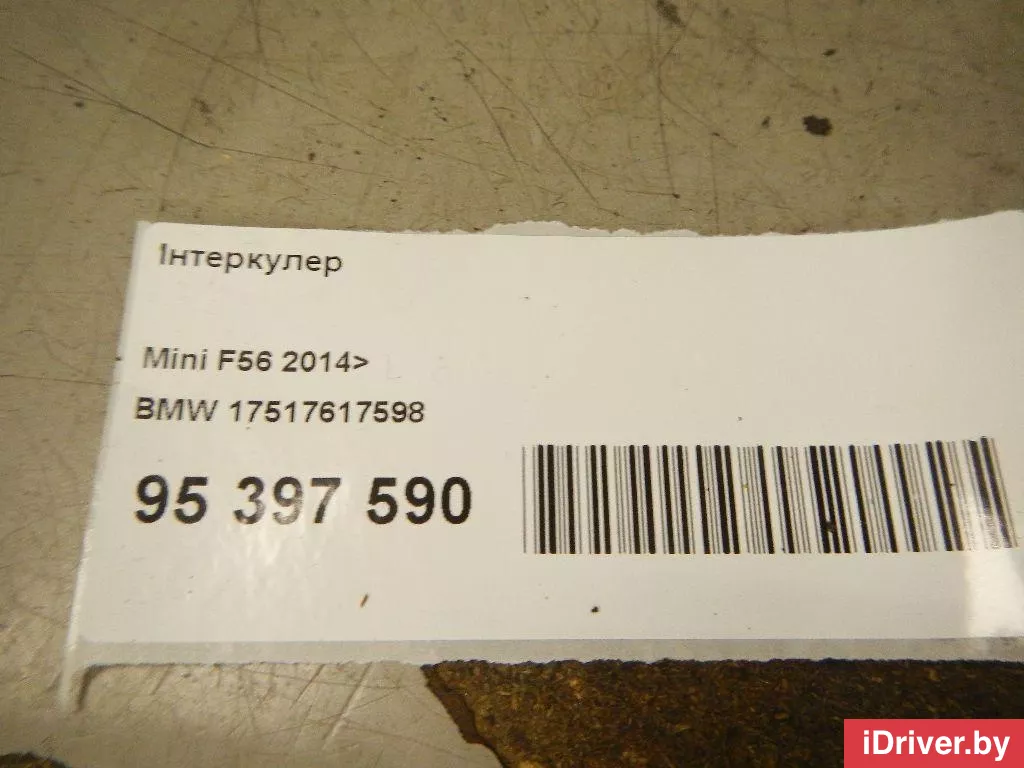 Інтеркулер
Mini F56 2014>
BMW 17517617598
95 397 590
iDriver.by